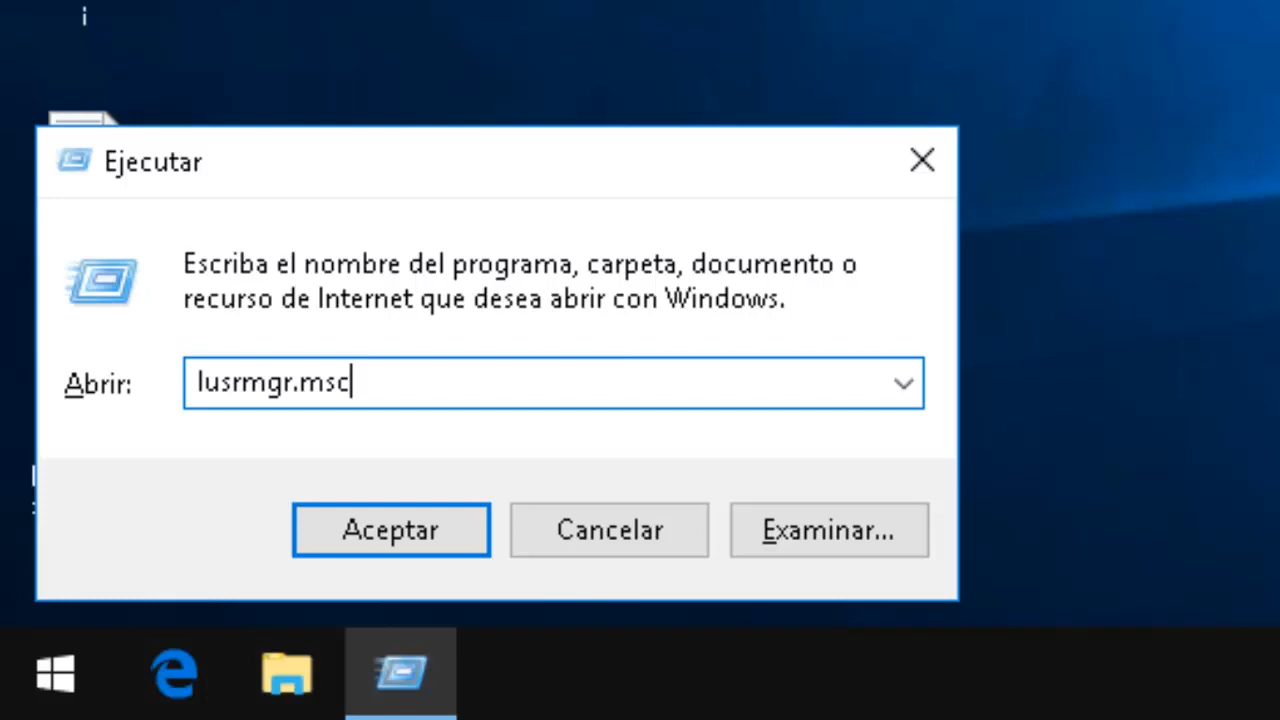 i
Ejecutar
Escriba el nombre del programa, carpeta, documento o
recurso de Internet que desea abrir con Windows.
Abrir:
lusrmgr.msc
Aceptar
Cancelar
Examinar...